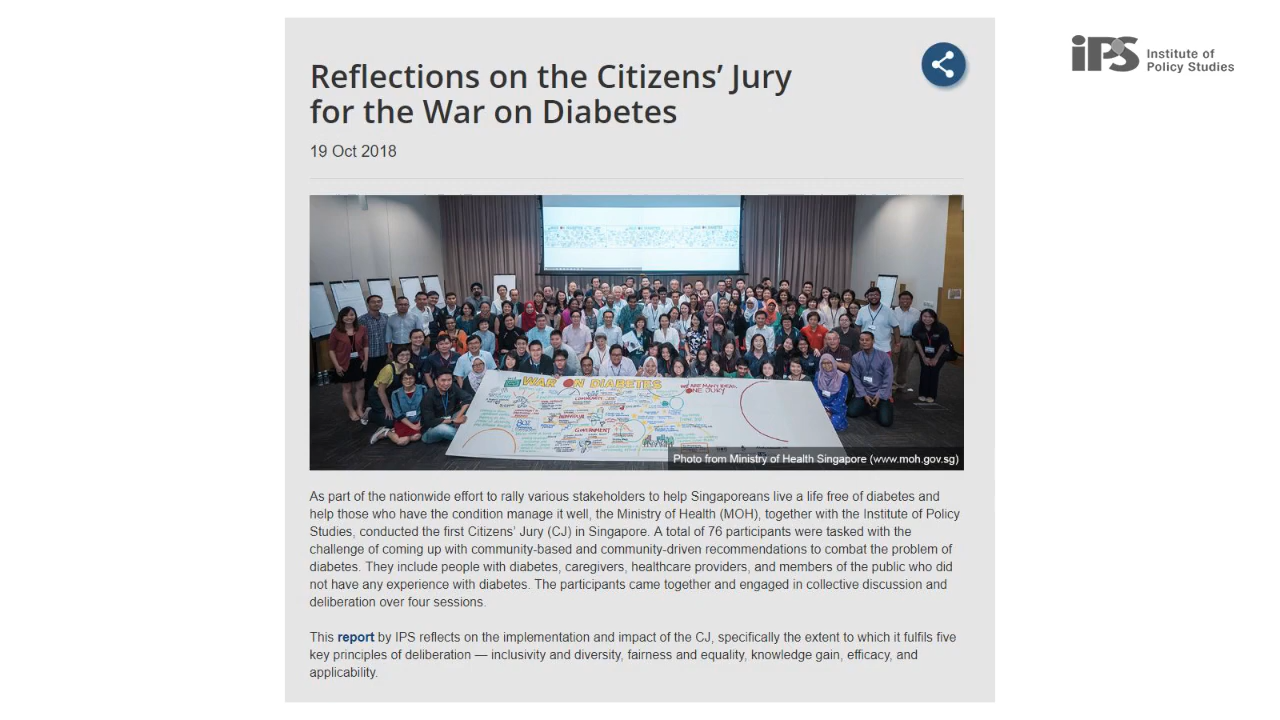 iPS Institute of
Policy Studies
Reflections on the Citizens’ Jury
for the War on Diabetes
19 Oct 2018
WAR ON DIABETES
WE ARE MANY VOICES
ONE JURY
COMMUNITY
INDIVIDUAL
GOVERNMENT
Photo from Ministry of Health Singapore (www.moh.gov.sg)
As part of the nationwide effort to rally various stakeholders to help Singaporeans live a life free of diabetes and
help those who have the condition manage it well, the Ministry of Health (MOH), together with the Institute of Policy
Studies, conducted the first Citizens’ Jury (CJ) in Singapore. A total of 76 participants were tasked with the
challenge of coming up with community-based and community-driven recommendations to combat the problem of
diabetes. They include people with diabetes, caregivers, healthcare providers, and members of the public who did
not have any experience with diabetes. The participants came together and engaged in collective discussion and
deliberation over four sessions.
This report by IPS reflects on the implementation and impact of the CJ, specifically the extent to which it fulfils five
key principles of deliberation — inclusivity and diversity, fairness and equality, knowledge gain, efficacy, and
applicability.